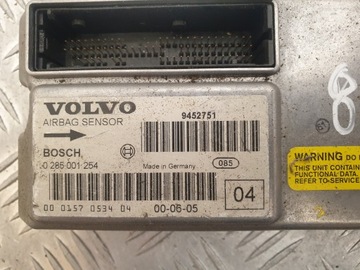 VOLVO
9452751
AIRBAG SENSOR
BOSCH
0 285 001 254
Made in Germany
085
00 0157 0534 04
00-06-05
04
8
WARNING DO
THIS UNIT CONTAIN
FUNCTIONAL DATA.
REFER TO SERVICE